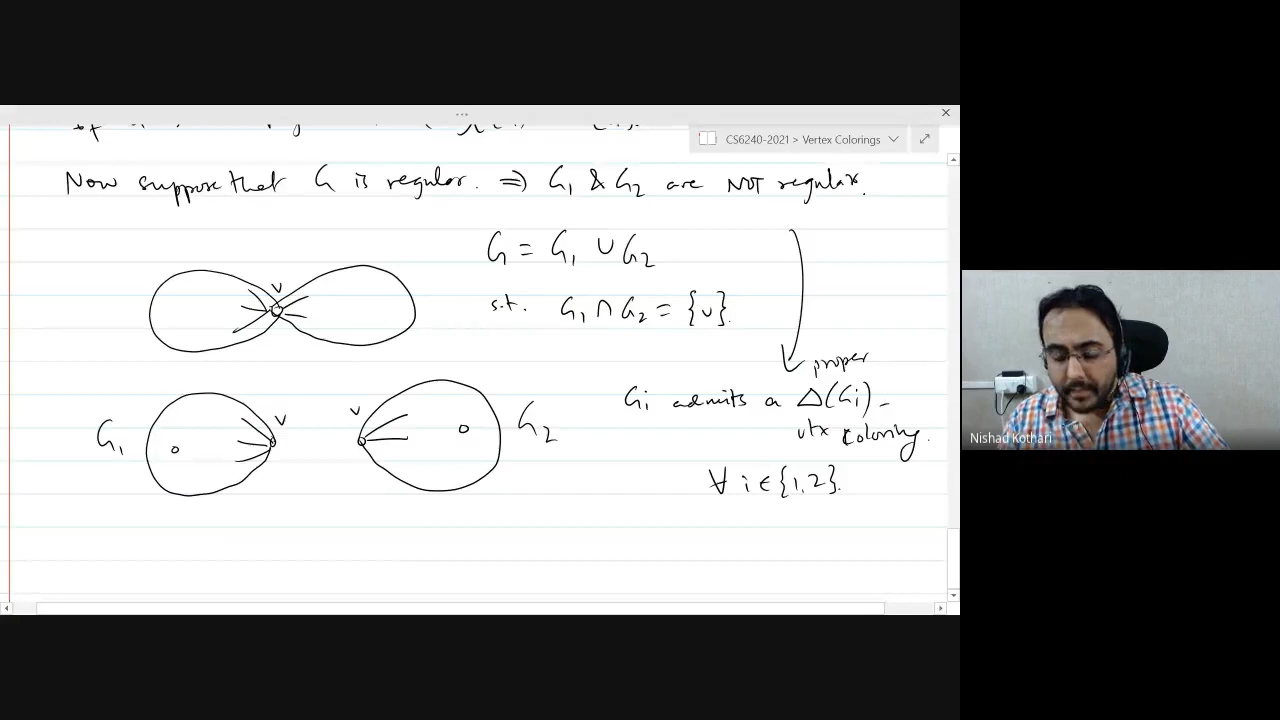 CS6240-2021 > Vertex Colorings
Now suppose that G is regular. ⇒ G₁ & G₂ are NOT regular.
G = G₁ ∪ G₂
v
s.t. G₁ ∩ G₂ = {v}.
proper
Gi admits a Δ(Gi) –
vtx coloring.
G₁ v v G₂
∀ i ∈ {1,2}.
Nishad Kothari